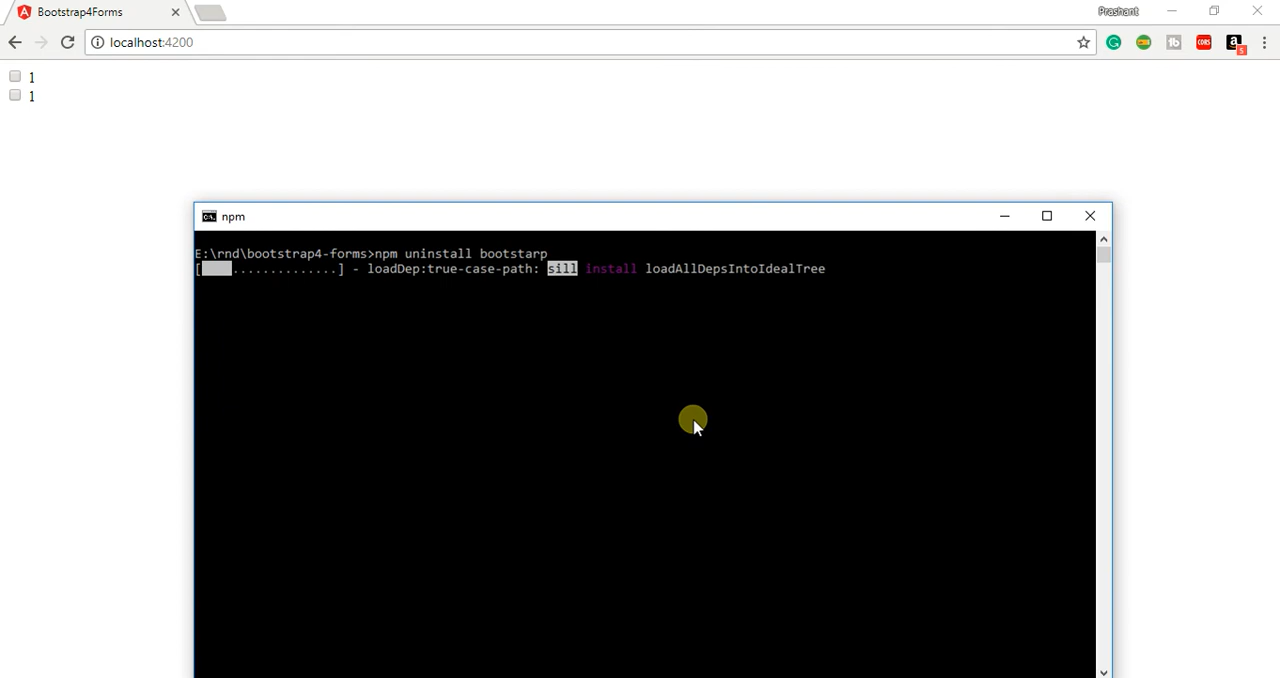 Bootstrap4Forms
Prashant
localhost:4200
1
1
npm
E:\rnd\bootstrap4-forms>npm uninstall bootstarp
[ ..............] - loadDep:true-case-path: sill install loadAllDepsIntoIdealTree